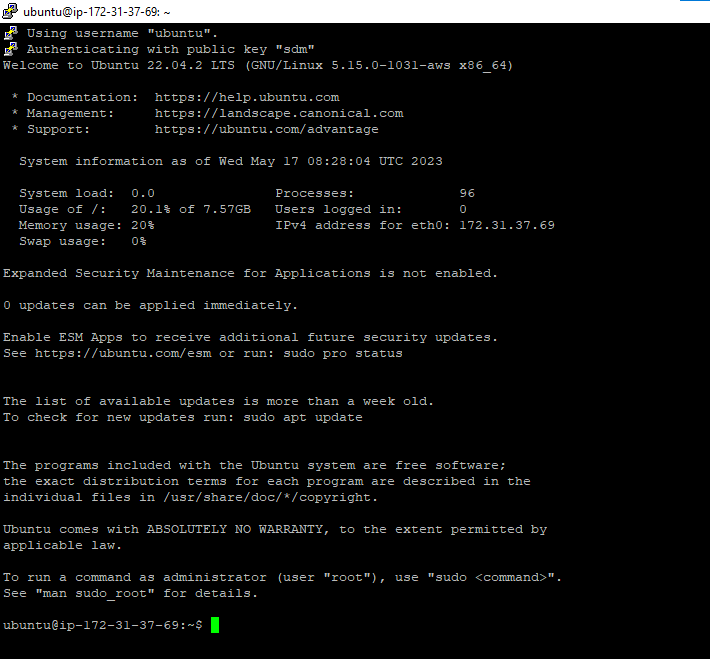 ubuntu@ip-172-31-37-69: ~
Using username "ubuntu".
Authenticating with public key "sdm"
Welcome to Ubuntu 22.04.2 LTS (GNU/Linux 5.15.0-1031-aws x86_64)
* Documentation:  https://help.ubuntu.com
* Management:     https://landscape.canonical.com
* Support:        https://ubuntu.com/advantage
System information as of Wed May 17 08:28:04 UTC 2023
System load:  0.0               Processes:             96
Usage of /:   20.1% of 7.57GB   Users logged in:       0
Memory usage: 20%               IPv4 address for eth0: 172.31.37.69
Swap usage:   0%
Expanded Security Maintenance for Applications is not enabled.
0 updates can be applied immediately.
Enable ESM Apps to receive additional future security updates.
See https://ubuntu.com/esm or run: sudo pro status
The list of available updates is more than a week old.
To check for new updates run: sudo apt update
The programs included with the Ubuntu system are free software;
the exact distribution terms for each program are described in the
individual files in /usr/share/doc/*/copyright.
Ubuntu comes with ABSOLUTELY NO WARRANTY, to the extent permitted by
applicable law.
To run a command as administrator (user "root"), use "sudo <command>".
See "man sudo_root" for details.
ubuntu@ip-172-31-37-69:~$